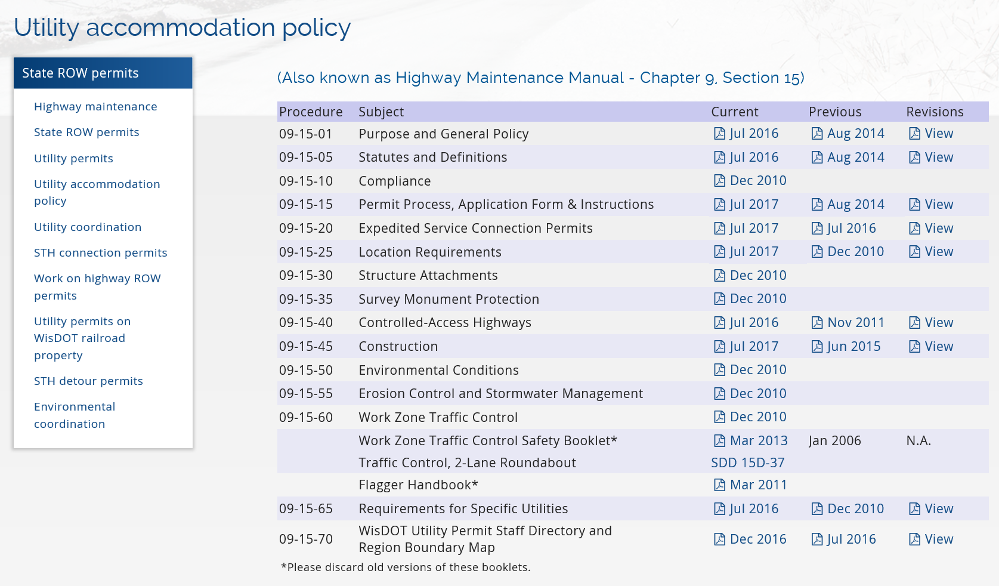 Utility accommodation policy
State ROW permits
Highway maintenance
State ROW permits
Utility permits
Utility accommodation
policy
Utility coordination
STH connection permits
Work on highway ROW
permits
Utility permits on
WisDOT railroad
property
STH detour permits
Environmental
coordination
(Also known as Highway Maintenance Manual - Chapter 9, Section 15)
Procedure Subject Current Previous Revisions
09-15-01 Purpose and General Policy Jul 2016 Aug 2014 View
09-15-05 Statutes and Definitions Jul 2016 Aug 2014 View
09-15-10 Compliance Dec 2010
09-15-15 Permit Process, Application Form & Instructions Jul 2017 Aug 2014 View
09-15-20 Expedited Service Connection Permits Jul 2017 Jul 2016 View
09-15-25 Location Requirements Jul 2017 Dec 2010 View
09-15-30 Structure Attachments Dec 2010
09-15-35 Survey Monument Protection Dec 2010
09-15-40 Controlled-Access Highways Jul 2016 Nov 2011 View
09-15-45 Construction Jul 2017 Jun 2015 View
09-15-50 Environmental Conditions Dec 2010
09-15-55 Erosion Control and Stormwater Management Dec 2010
09-15-60 Work Zone Traffic Control Dec 2010
Work Zone Traffic Control Safety Booklet* Mar 2013 Jan 2006 N.A.
Traffic Control, 2-Lane Roundabout SDD 15D-37
Flagger Handbook* Mar 2011
09-15-65 Requirements for Specific Utilities Jul 2016 Dec 2010 View
09-15-70 WisDOT Utility Permit Staff Directory and
Region Boundary Map Dec 2016 Jul 2016 View
*Please discard old versions of these booklets.